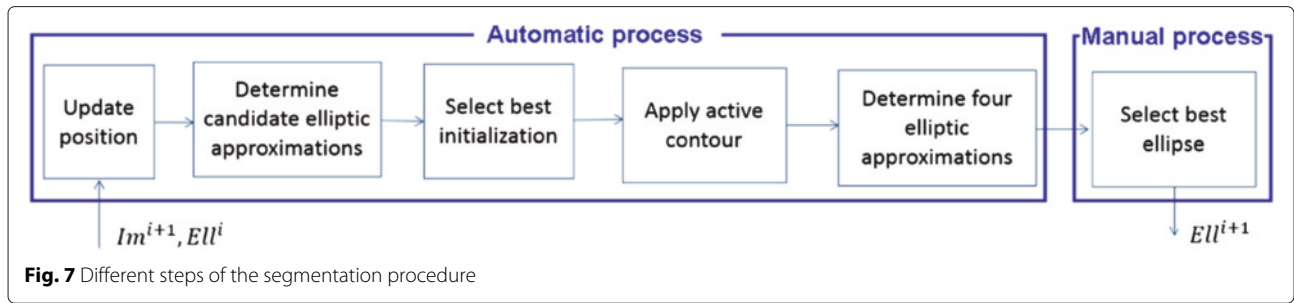 Automatic process
Manual process
Update
position
Determine
candidate elliptic
approximations
Select best
initialization
Apply active
contour
Determine four
elliptic
approximations
Select best
ellipse
Im^{i+1}, Ell^i
Ell^{i+1}
Fig. 7 Different steps of the segmentation procedure